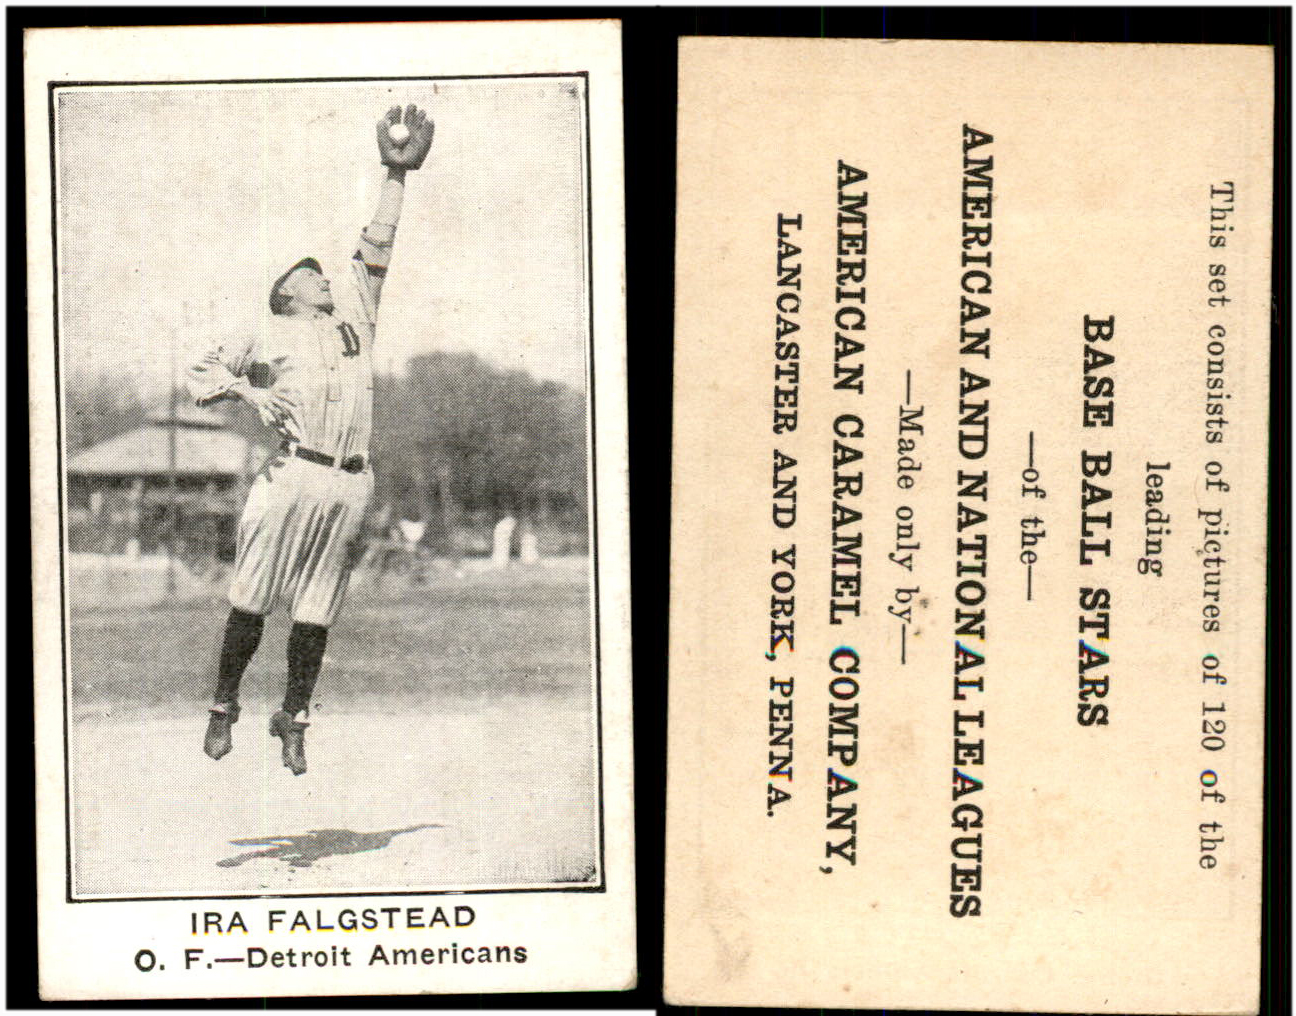 IRA FALGSTEAD
O. F.—Detroit Americans
This set consists of pictures of 120 of the
leading
BASE BALL STARS
—of the—
AMERICAN AND NATIONAL LEAGUES
—Made only by—
AMERICAN CARAMEL COMPANY,
LANCASTER AND YORK, PENNA.